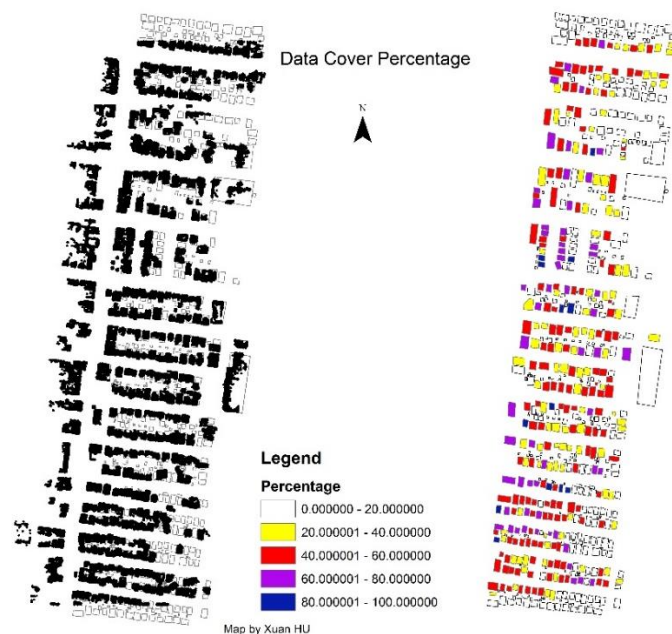 Data Cover Percentage
N
Legend
Percentage
0.000000 - 20.000000
20.000001 - 40.000000
40.000001 - 60.000000
60.000001 - 80.000000
80.000001 - 100.000000
Map by Xuan HU